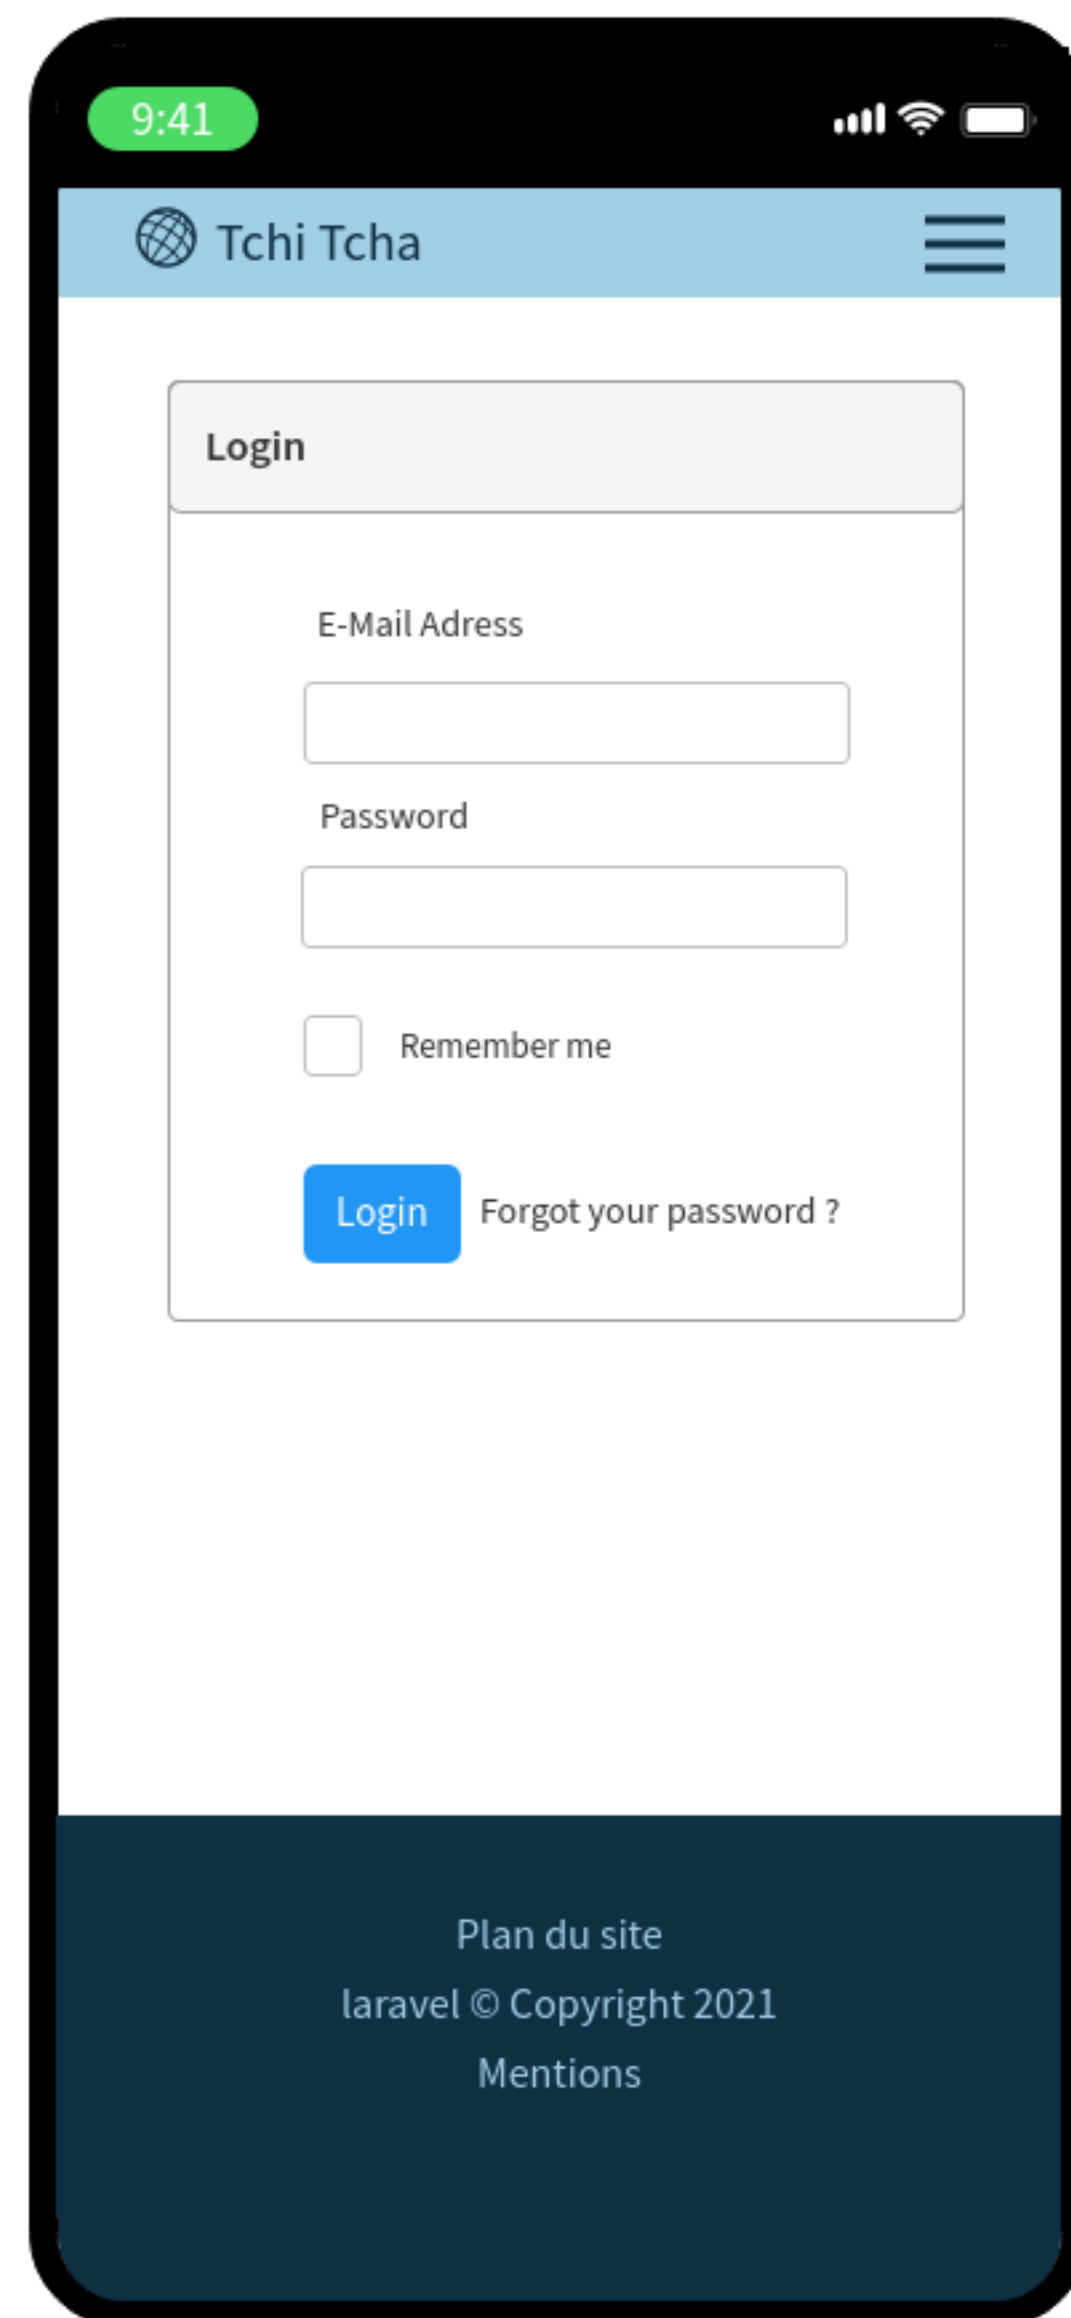 9:41
Tchi Tcha
Login
E-Mail Adress
Password
Remember me
Login Forgot your password ?
Plan du site
laravel © Copyright 2021
Mentions